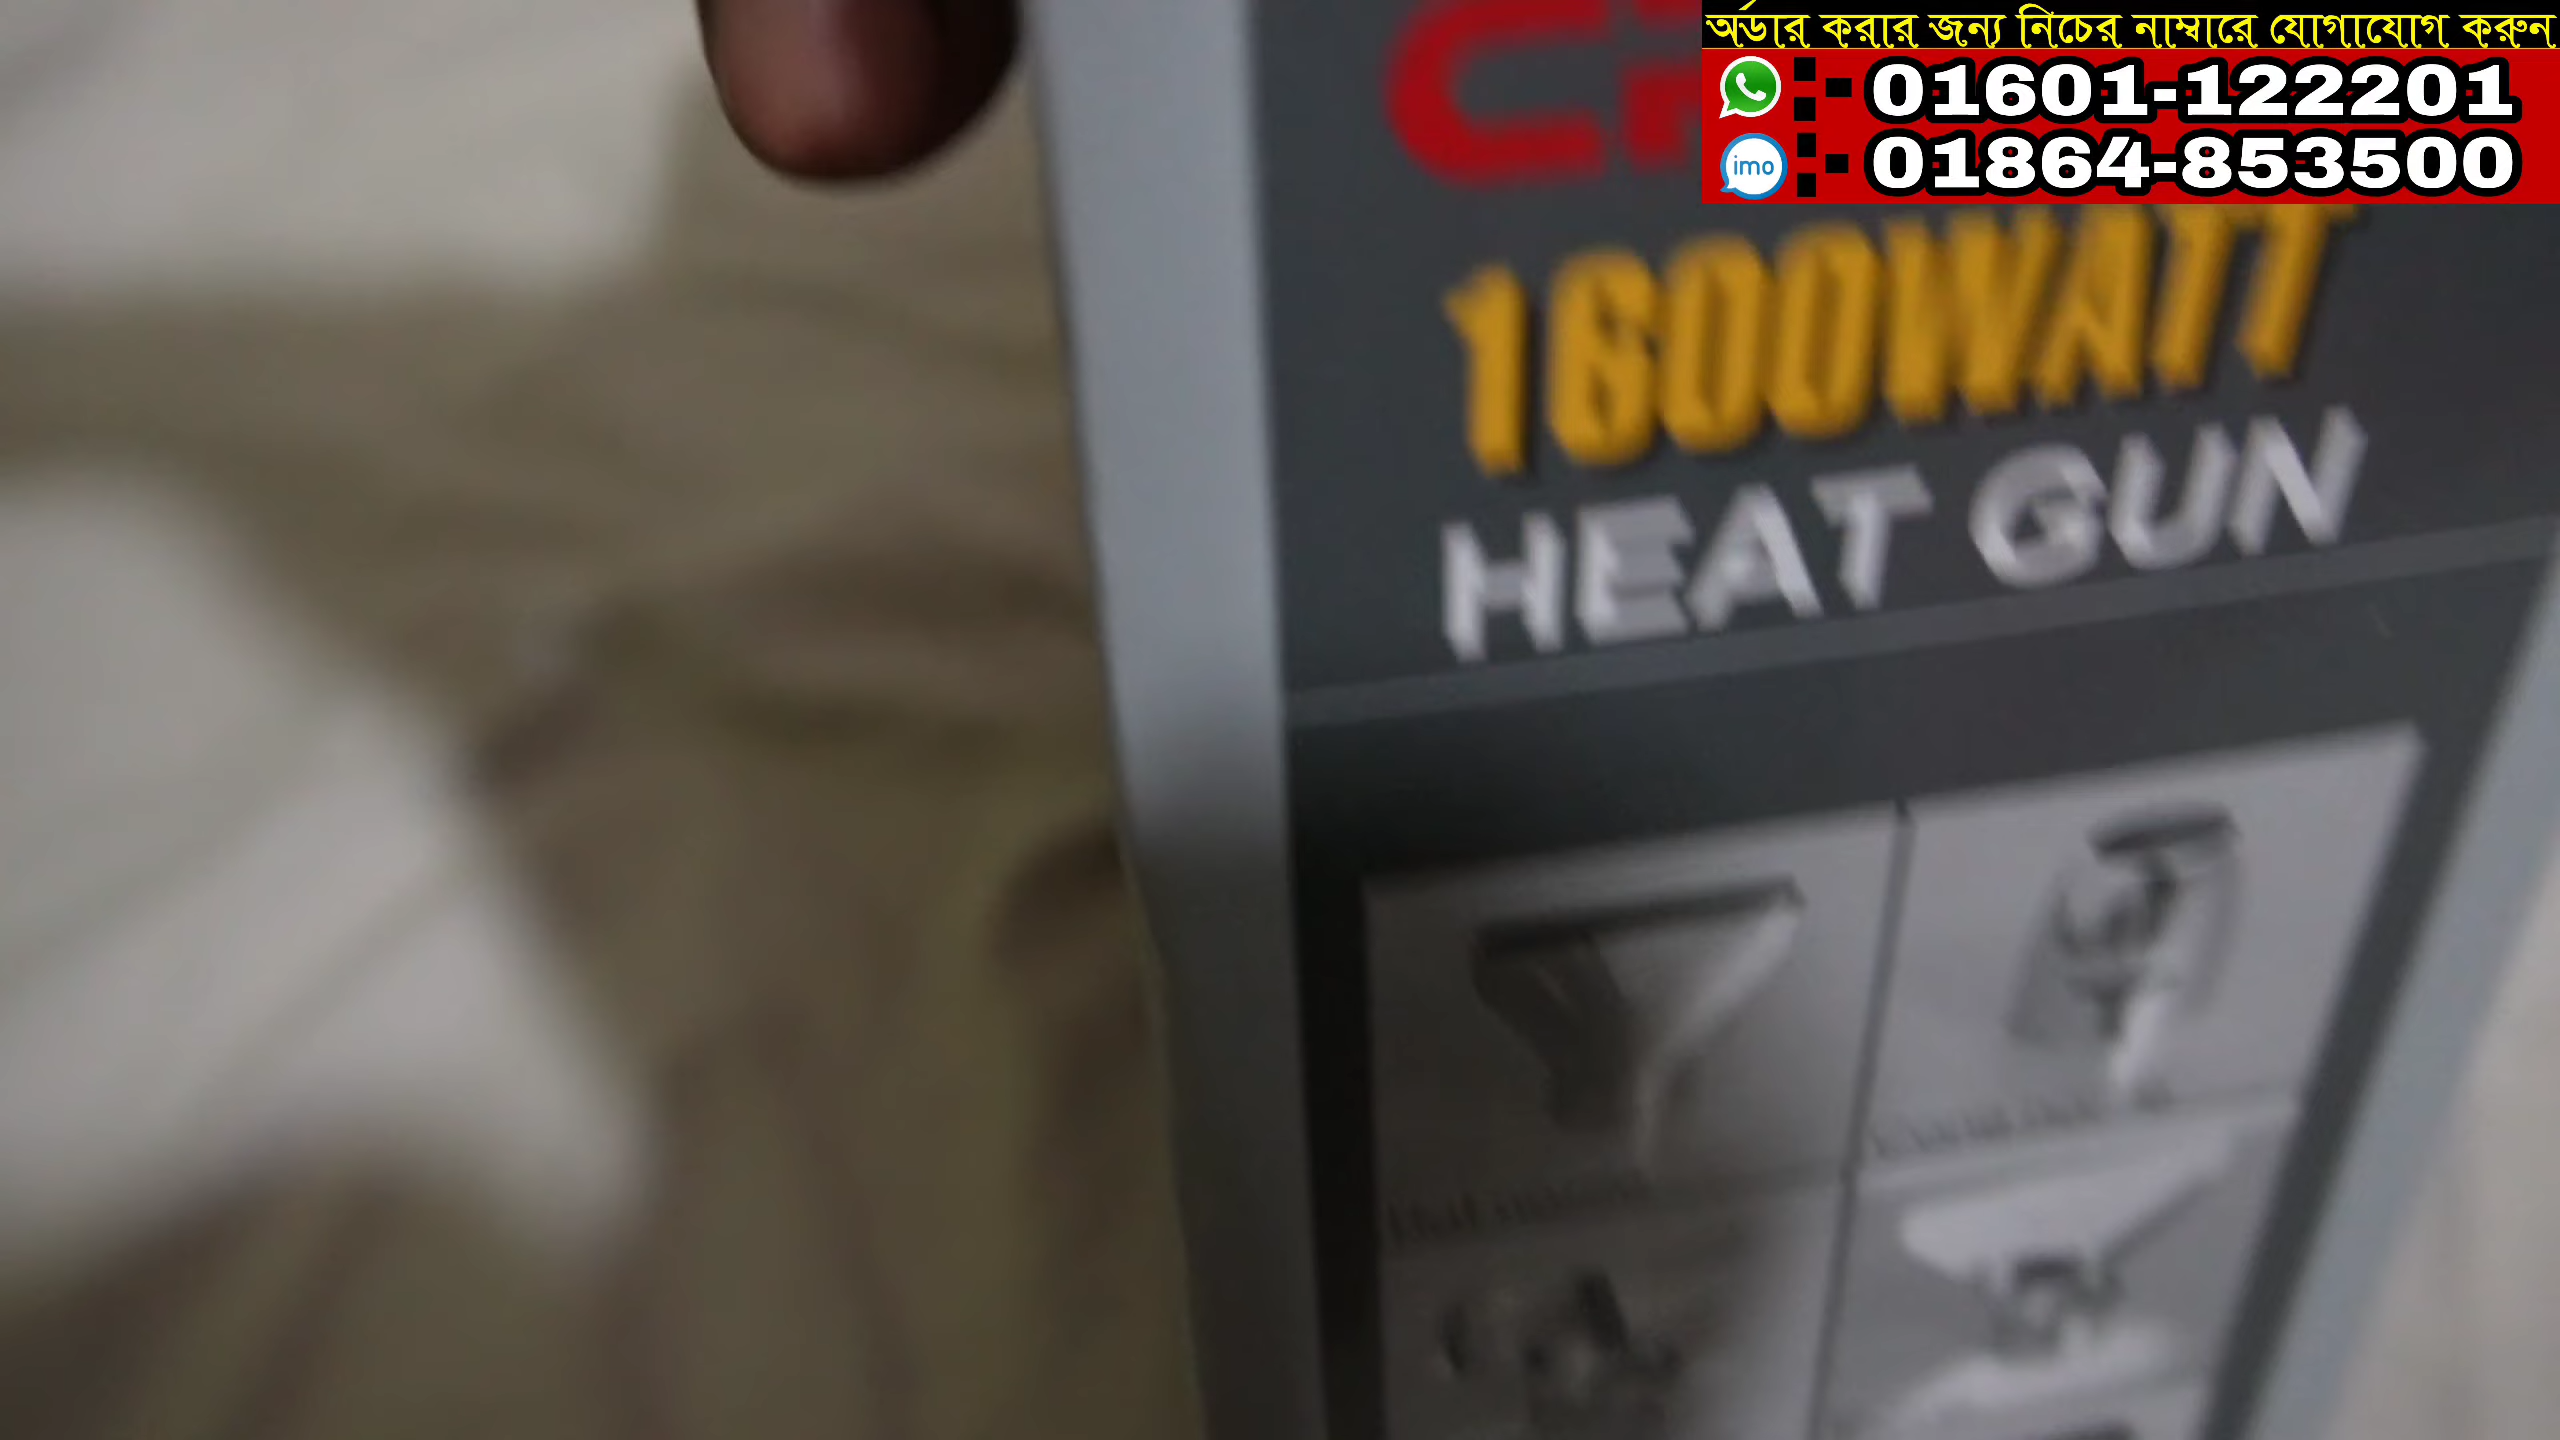 অর্ডার করার জন্য নিচের নাম্বারে যোগাযোগ করুন
:- 01601-122201
imo :- 01864-853500
1600WATT
HEAT GUN